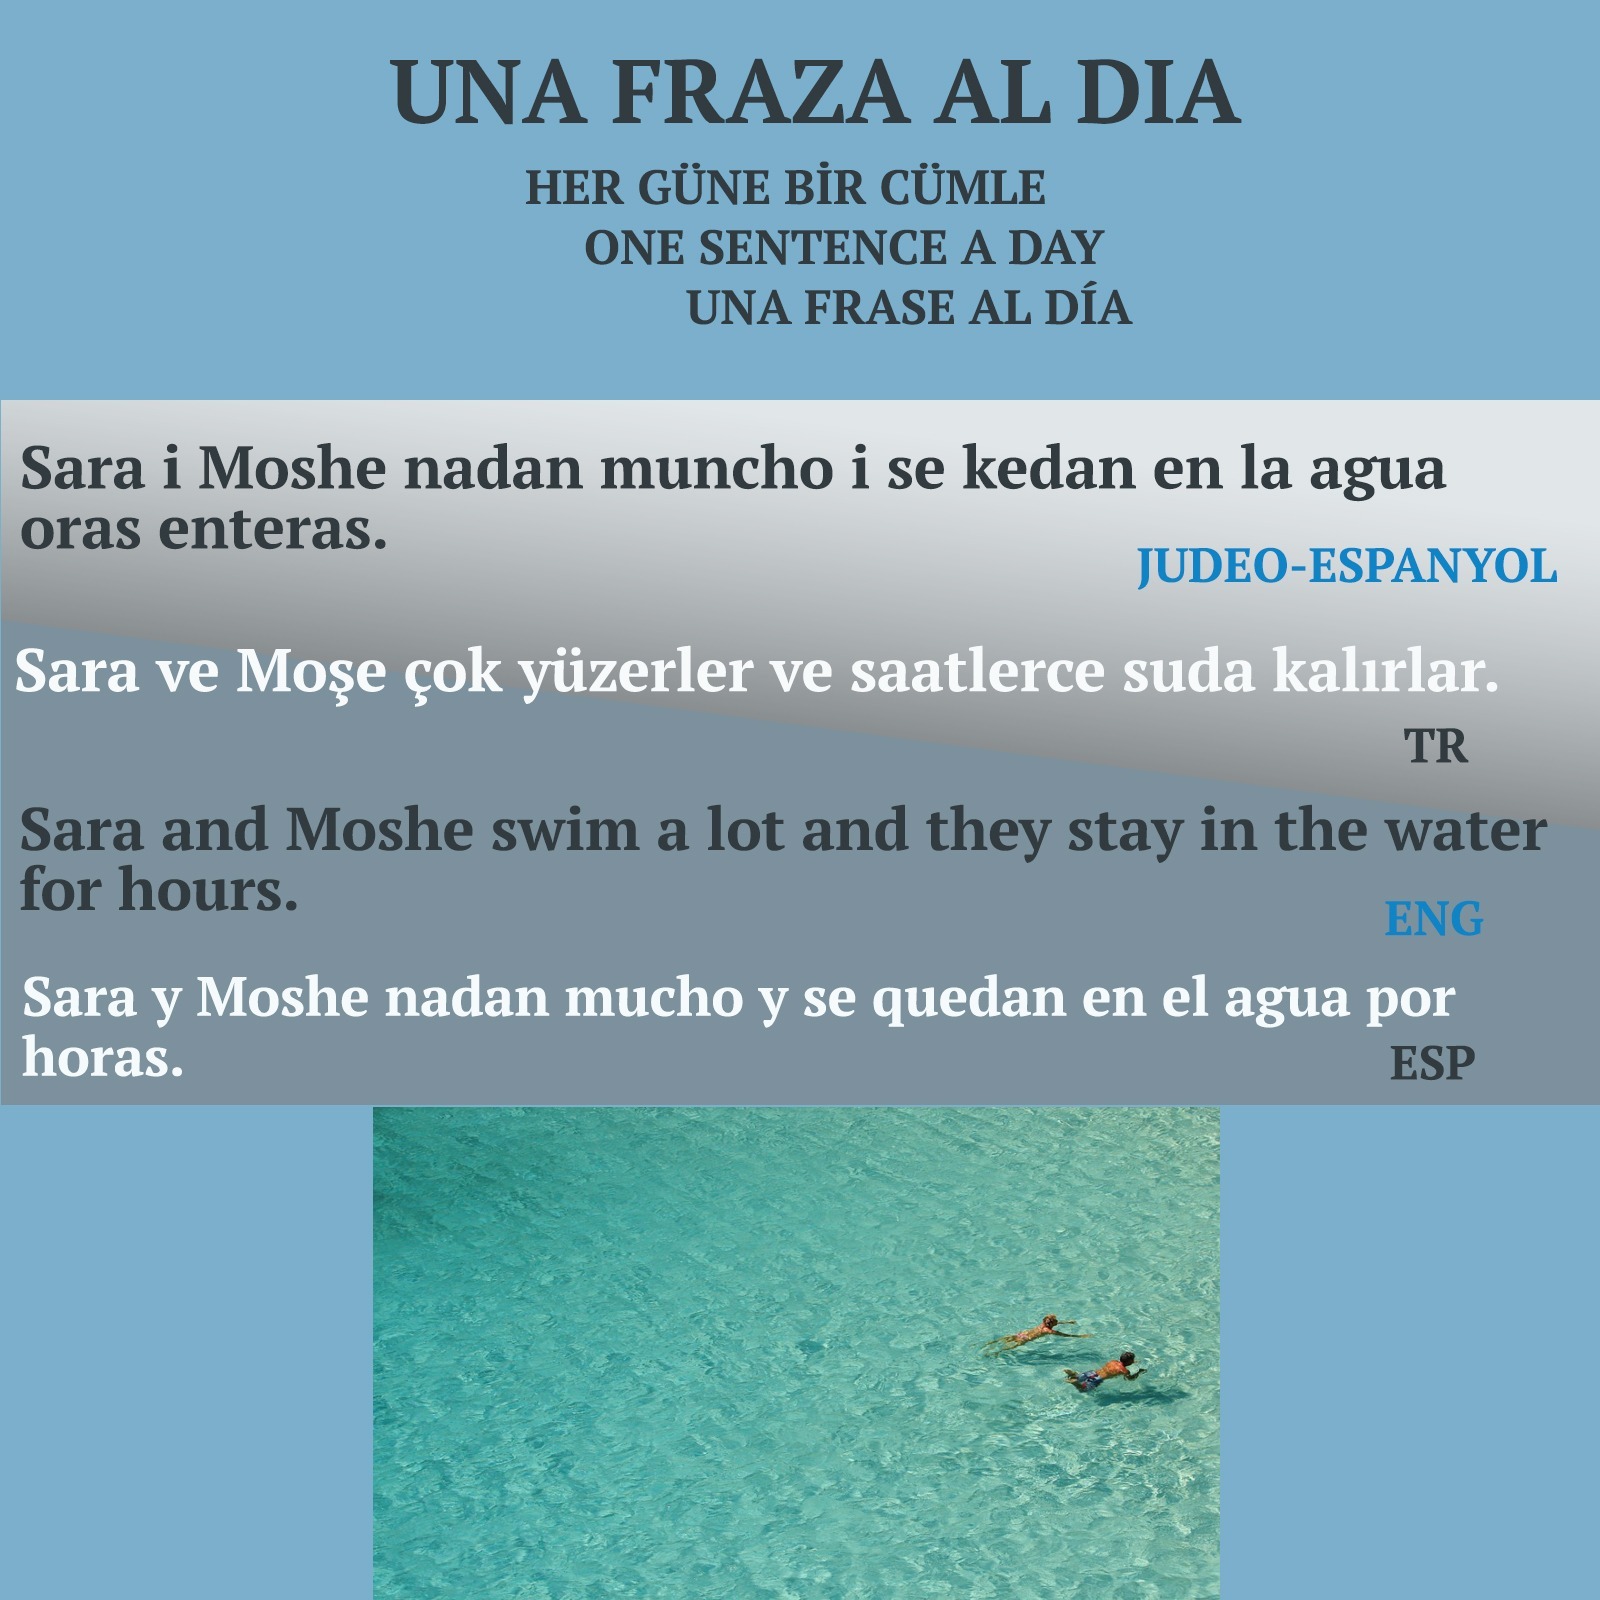 UNA FRAZA AL DIA
HER GÜNE BİR CÜMLE
ONE SENTENCE A DAY
UNA FRASE AL DÍA
Sara i Moshe nadan muncho i se kedan en la agua
oras enteras.
JUDEO-ESPANYOL
Sara ve Moşe çok yüzerler ve saatlerce suda kalırlar.
TR
Sara and Moshe swim a lot and they stay in the water
for hours.
ENG
Sara y Moshe nadan mucho y se quedan en el agua por
horas.
ESP